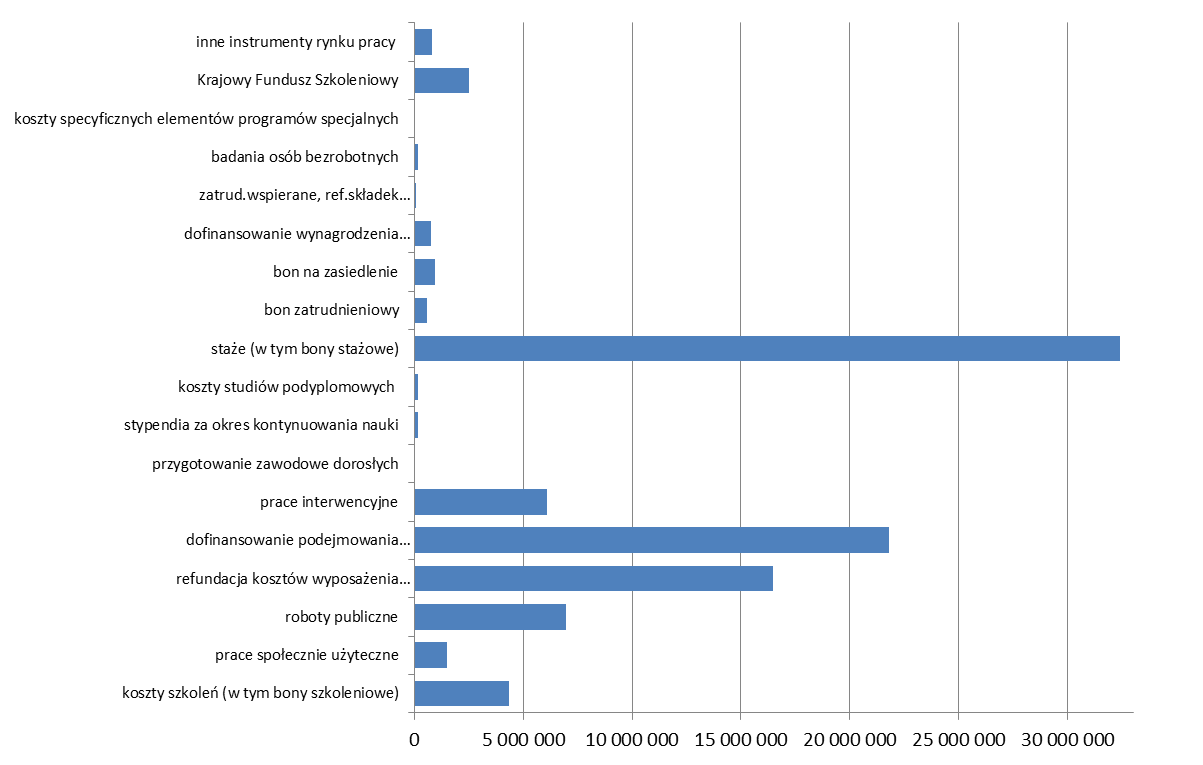 inne instrumenty rynku pracy
Krajowy Fundusz Szkoleniowy
koszty specyficznych elementów programów specjalnych
badania osób bezrobotnych
zatrud.wspierane, ref.składek...
dofinansowanie wynagrodzenia...
bon na zasiedlenie
bon zatrudnieniowy
staże (w tym bony stażowe)
koszty studiów podyplomowych
stypendia za okres kontynuowania nauki
przygotowanie zawodowe dorosłych
prace interwencyjne
dofinansowanie podejmowania...
refundacja kosztów wyposażenia...
roboty publiczne
prace społecznie użyteczne
koszty szkoleń (w tym bony szkoleniowe)
0 5 000 000 10 000 000 15 000 000 20 000 000 25 000 000 30 000 000